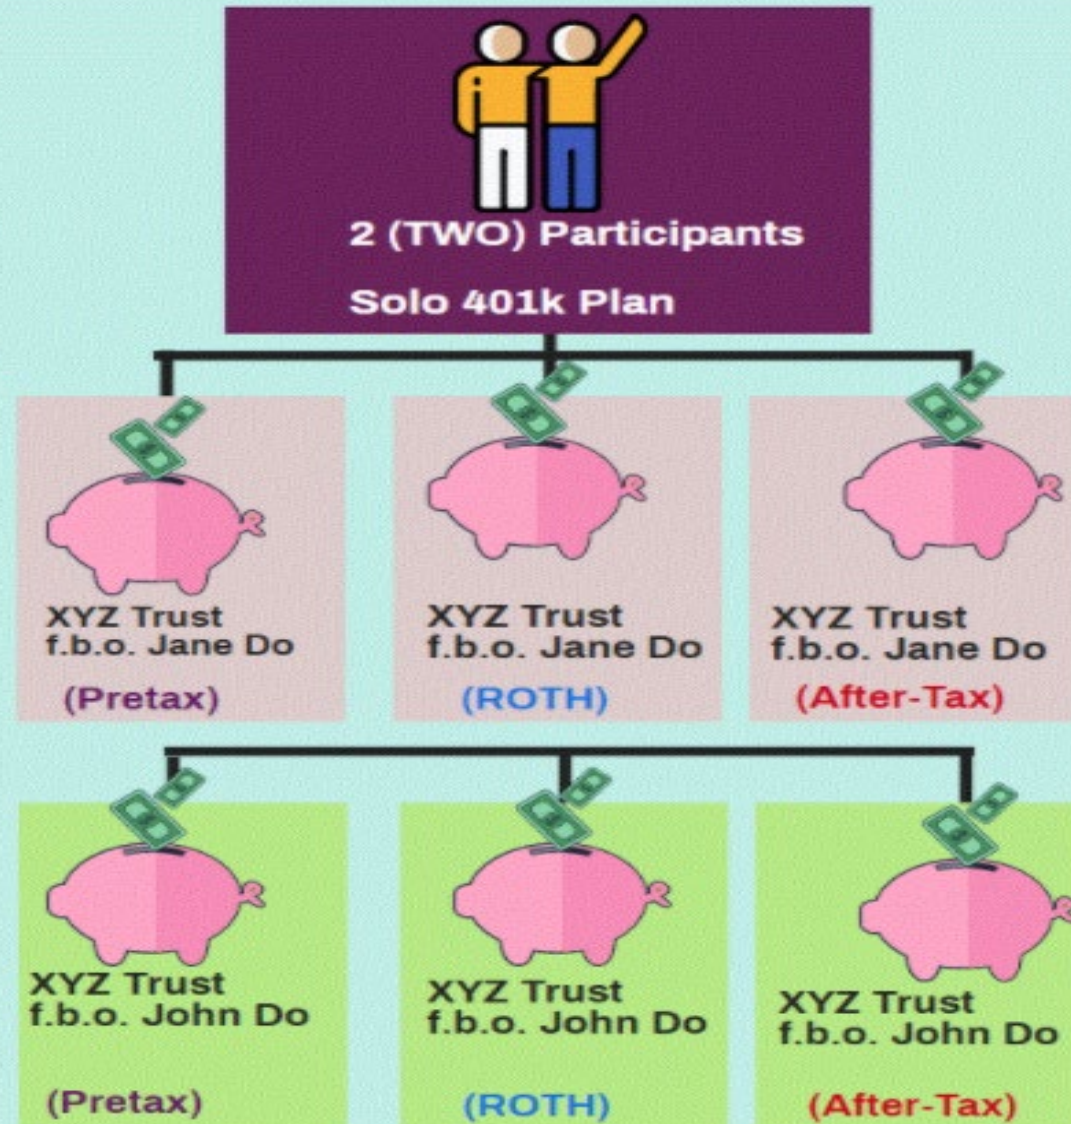 2 (TWO) Participants
Solo 401k Plan
XYZ Trust
f.b.o. Jane Do
(Pretax)
XYZ Trust
f.b.o. Jane Do
(ROTH)
XYZ Trust
f.b.o. Jane Do
(After-Tax)
XYZ Trust
f.b.o. John Do
(Pretax)
XYZ Trust
f.b.o. John Do
(ROTH)
XYZ Trust
f.b.o. John Do
(After-Tax)